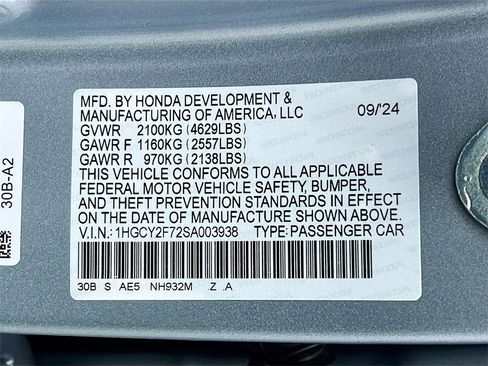 MFD. BY HONDA DEVELOPMENT &
MANUFACTURING OF AMERICA, LLC 09/'24
GVWR 2100KG (4629LBS)
GAWR F 1160KG (2557LBS)
GAWR R 970KG (2138LBS)
THIS VEHICLE CONFORMS TO ALL APPLICABLE
FEDERAL MOTOR VEHICLE SAFETY, BUMPER,
AND THEFT PREVENTION STANDARDS IN EFFECT
ON THE DATE OF MANUFACTURE SHOWN ABOVE.
V.I.N.: 1HGCY2F72SA003938 TYPE: PASSENGER CAR
30B S AE5 NH932M Z .A
30B-A2